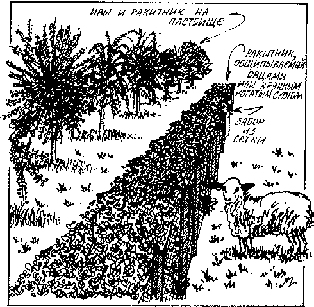 ИВЫ И РАКИТНИК НА
ПАСТБИЩЕ
РАКИТНИК,
ОБЩИПЫВАЕМЫЙ
ОВЦАМИ
ЗАБОР
ИЗ
СЕТКИ